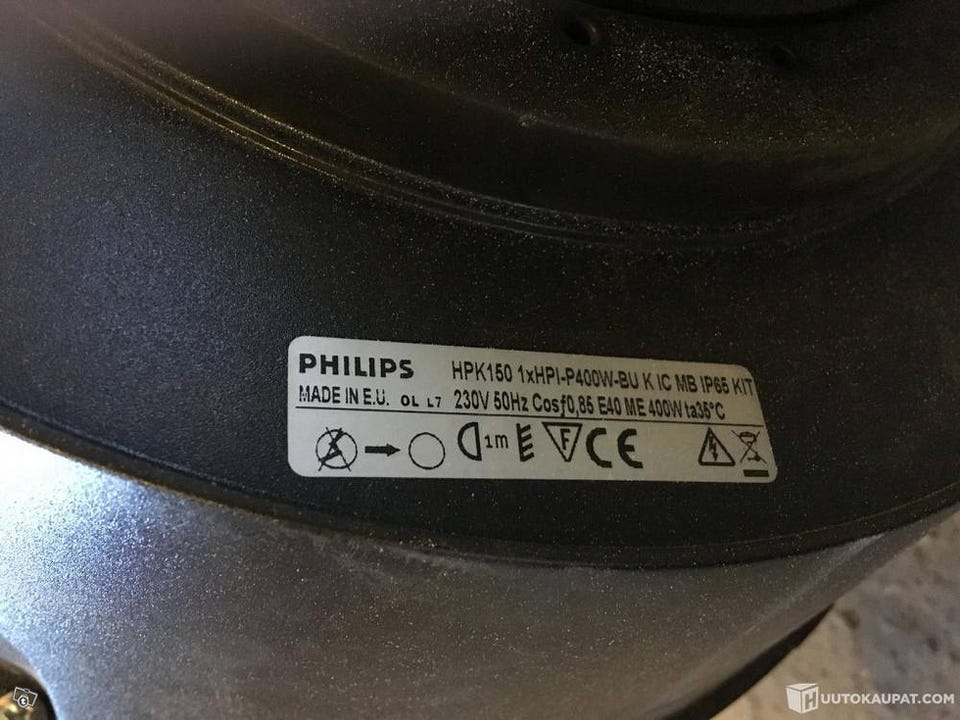 PHILIPS HPK150 1xHPI-P400W-BU K IC MB IP65 KIT
MADE IN E.U. OL L7 230V 50Hz Cosƒ0,85 E40 ME 400W ta35°C
1m F CE
t
HUUTOKAUPAT.COM